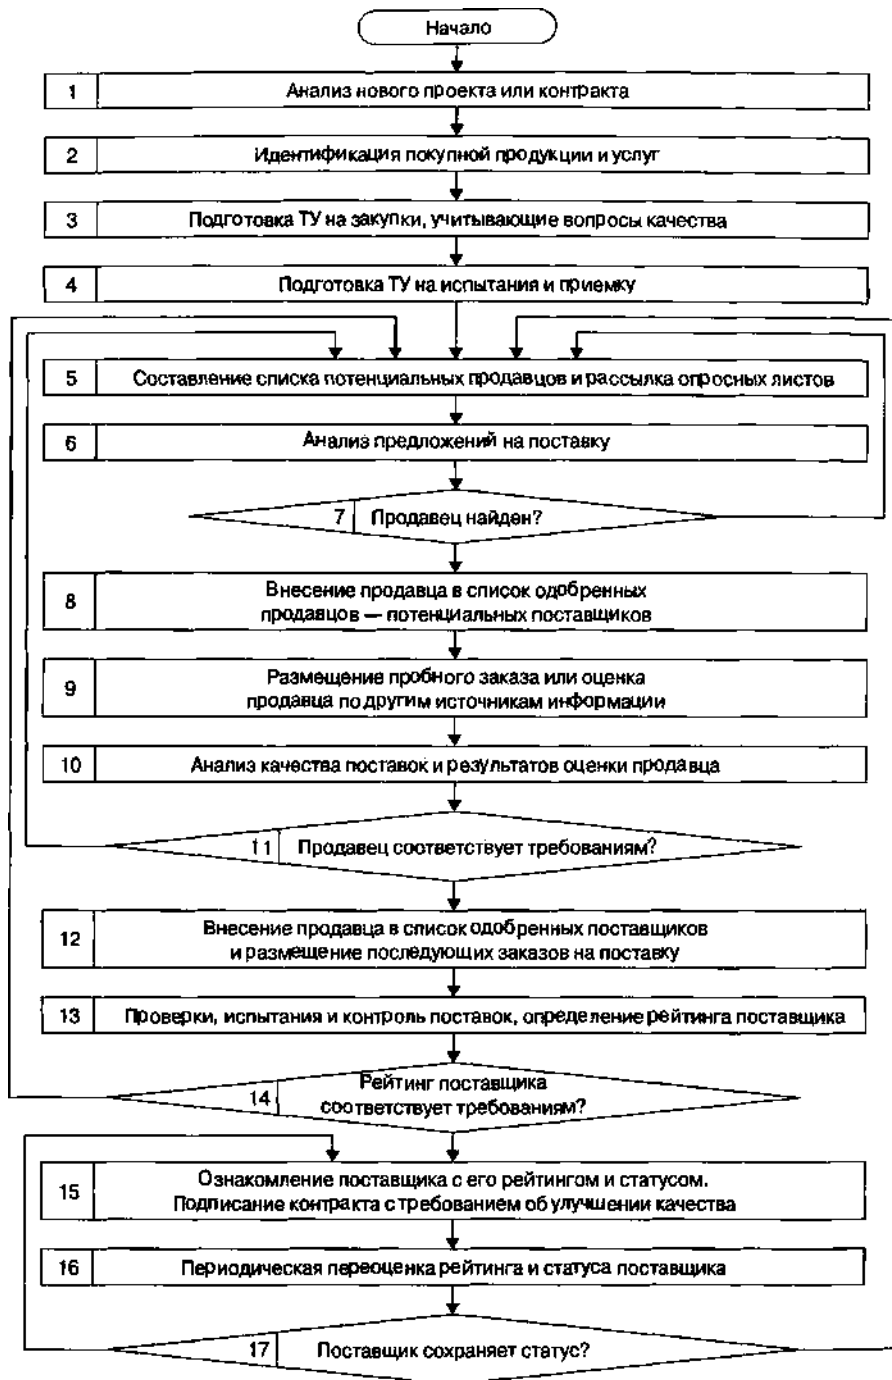 Начало
1 Анализ нового проекта или контракта
2 Идентификация покупной продукции и услуг
3 Подготовка ТУ на закупки, учитывающие вопросы качества
4 Подготовка ТУ на испытания и приемку
5 Составление списка потенциальных продавцов и рассылка опросных листов
6 Анализ предложений на поставку
7 Продавец найден?
8 Внесение продавца в список одобренных
продавцов — потенциальных поставщиков
9 Размещение пробного заказа или оценка
продавца по другим источникам информации
10 Анализ качества поставок и результатов оценки продавца
11 Продавец соответствует требованиям?
12 Внесение продавца в список одобренных поставщиков
и размещение последующих заказов на поставку
13 Проверки, испытания и контроль поставок, определение рейтинга поставщика
14 Рейтинг поставщика
соответствует требованиям?
15 Ознакомление поставщика с его рейтингом и статусом.
Подписание контракта с требованием об улучшении качества
16 Периодическая переоценка рейтинга и статуса поставщика
17 Поставщик сохраняет статус?